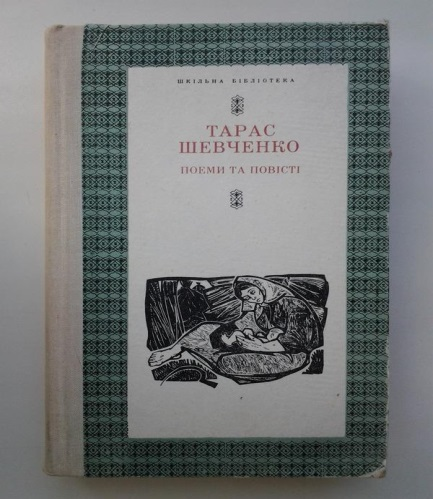 ШКІЛЬНА БІБЛІОТЕКА
ТАРАС
ШЕВЧЕНКО
ПОЕМИ ТА ПОВІСТІ